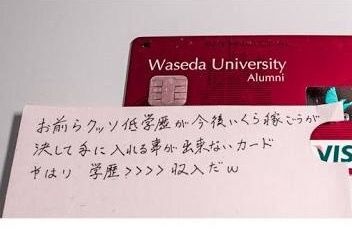 Waseda University
Alumni
お前らクッソ低学歴が今後いくら稼ごうが
決して手に入れる事が出来ないカード
やはり 学歴>>>>収入だw
VIS